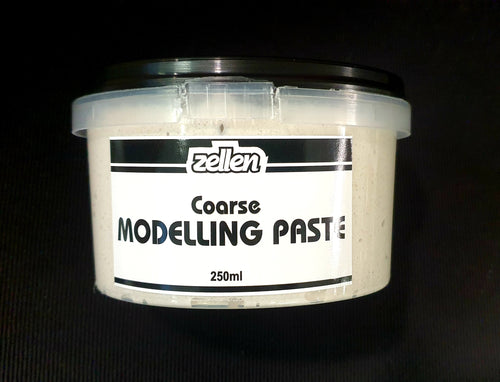 zellen
Coarse
MODELLING PASTE
250ml